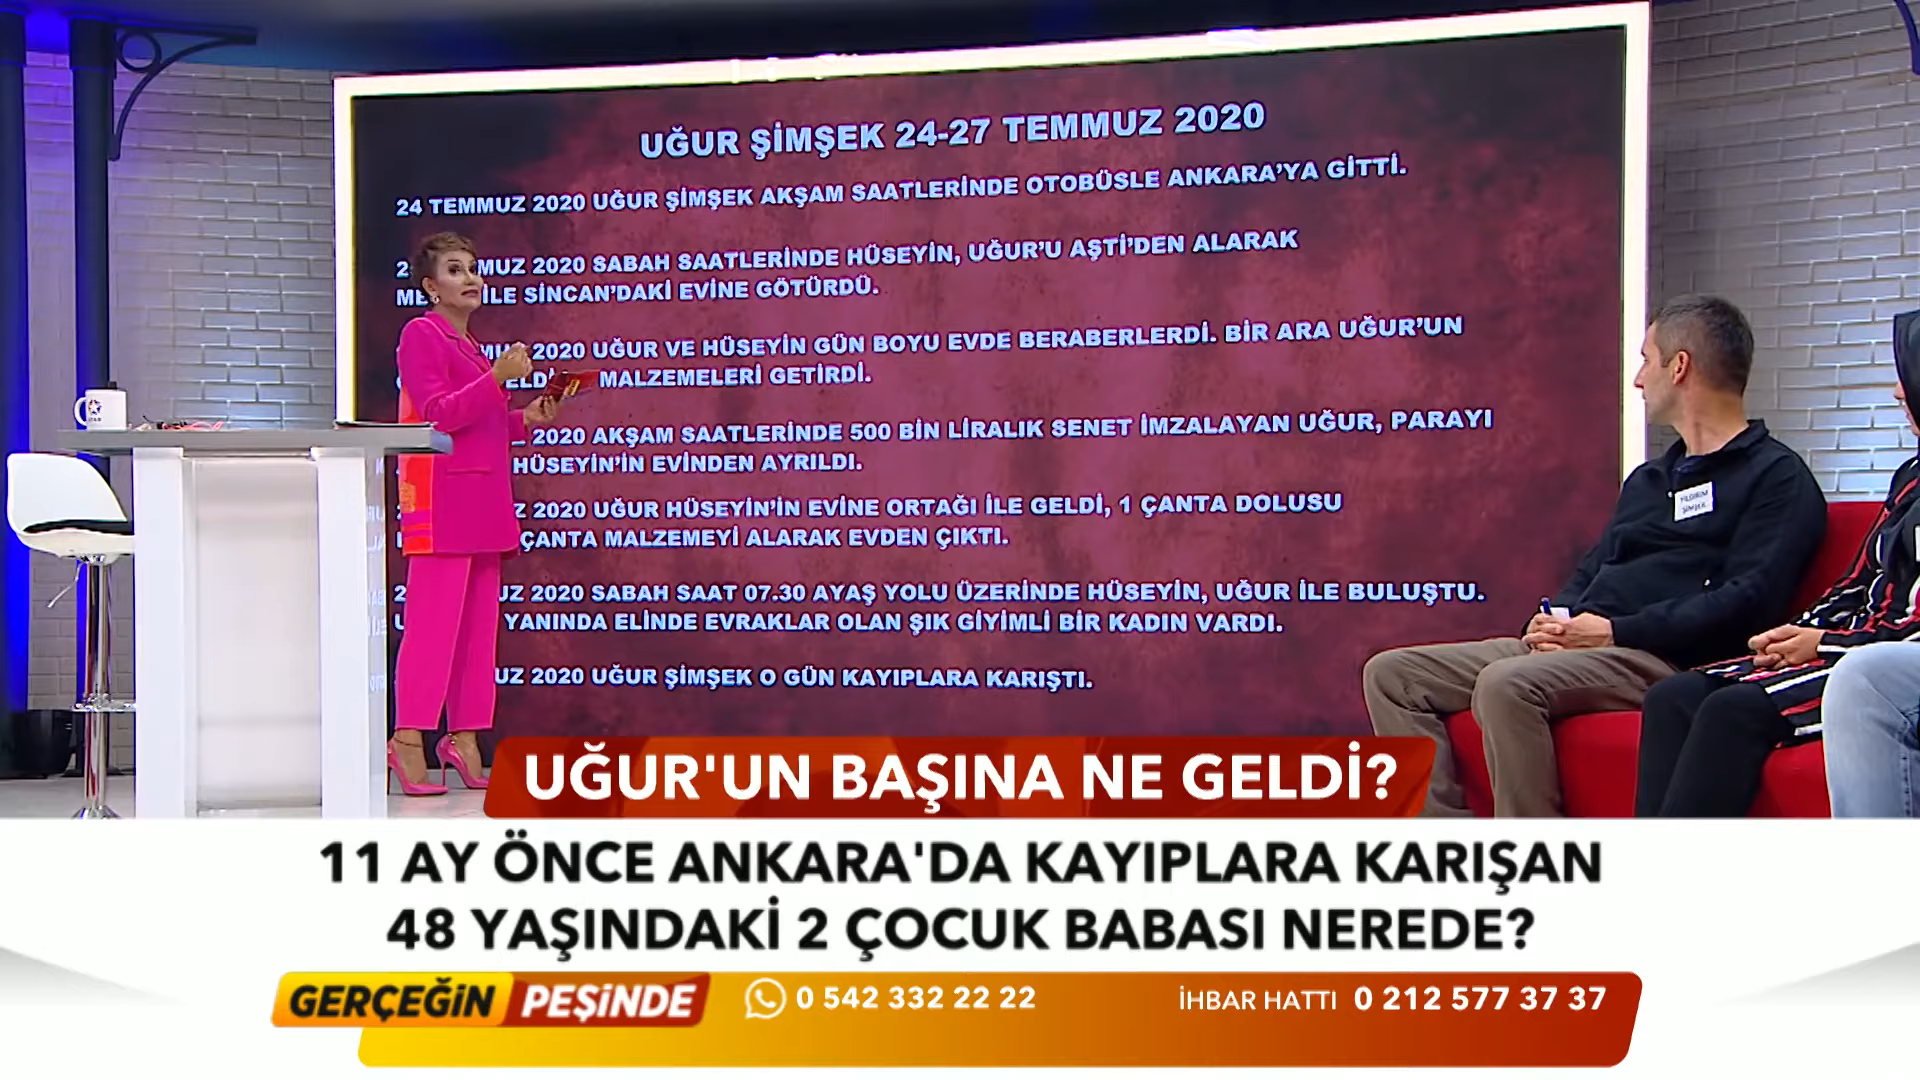 UĞUR ŞİMŞEK 24-27 TEMMUZ 2020
24 TEMMUZ 2020 UĞUR ŞİMŞEK AKŞAM SAATLERİNDE OTOBÜSLE ANKARA'YA GİTTİ.
2020 SABAH SAATLERİNDE HÜSEYİN, UĞUR'U AŞTİ'DEN ALARAK
İLE SİNCAN'DAKİ EVİNE GÖTÜRDÜ.
2020 UĞUR VE HÜSEYİN GÜN BOYU EVDE BERABERLERDİ. BİR ARA UĞUR'UN
MALZEMELERİ GETİRDİ.
2020 AKŞAM SAATLERİNDE 500 BİN LİRALIK SENET İMZALAYAN UĞUR, PARAYI
HÜSEYİN'İN EVİNDEN AYRILDI.
2020 UĞUR HÜSEYİN'İN EVİNE ORTAĞI İLE GELDİ, 1 ÇANTA DOLUSU
ÇANTA MALZEMEYİ ALARAK EVDEN ÇIKTI.
2020 SABAH SAAT 07.30 AYAŞ YOLU ÜZERİNDE HÜSEYİN, UĞUR İLE BULUŞTU.
YANINDA ELİNDE EVRAKLAR OLAN ŞIK GİYİMLİ BİR KADIN VARDI.
2020 UĞUR ŞİMŞEK O GÜN KAYIPLARA KARIŞTI.
YILDIRIM
ŞİMŞEK
UĞUR'UN BAŞINA NE GELDİ?
11 AY ÖNCE ANKARA'DA KAYIPLARA KARIŞAN
48 YAŞINDAKİ 2 ÇOCUK BABASI NEREDE?
GERÇEĞİN PEŞİNDE 0 542 332 22 22 İHBAR HATTI 0 212 577 37 37